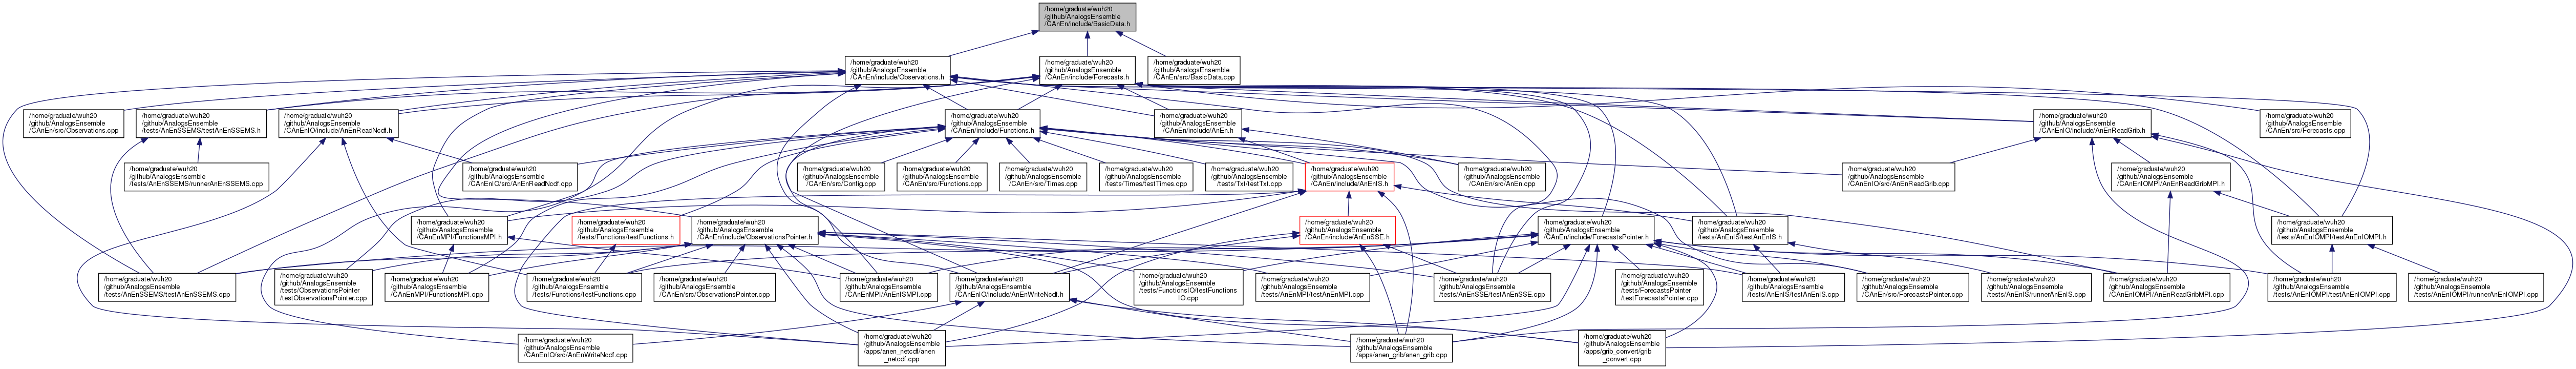 /home/graduate/wuh20
/github/AnalogsEnsemble
/CAnEn/include/BasicData.h
/home/graduate/wuh20
/github/AnalogsEnsemble
/CAnEn/include/Observations.h
/home/graduate/wuh20
/github/AnalogsEnsemble
/CAnEn/include/Forecasts.h
/home/graduate/wuh20
/github/AnalogsEnsemble
/CAnEn/src/BasicData.cpp
/home/graduate/wuh20
/github/AnalogsEnsemble
/CAnEn/src/Observations.cpp
/home/graduate/wuh20
/github/AnalogsEnsemble
/tests/AnEnSSEMS/testAnEnSSEMS.h
/home/graduate/wuh20
/github/AnalogsEnsemble
/CAnEnIO/include/AnEnReadNcdf.h
/home/graduate/wuh20
/github/AnalogsEnsemble
/CAnEn/include/Functions.h
/home/graduate/wuh20
/github/AnalogsEnsemble
/CAnEn/include/AnEn.h
/home/graduate/wuh20
/github/AnalogsEnsemble
/CAnEnIO/include/AnEnReadGrib.h
/home/graduate/wuh20
/github/AnalogsEnsemble
/CAnEn/src/Forecasts.cpp
/home/graduate/wuh20
/github/AnalogsEnsemble
/tests/AnEnSSEMS/runnerAnEnSSEMS.cpp
/home/graduate/wuh20
/github/AnalogsEnsemble
/CAnEnIO/src/AnEnReadNcdf.cpp
/home/graduate/wuh20
/github/AnalogsEnsemble
/CAnEn/src/Config.cpp
/home/graduate/wuh20
/github/AnalogsEnsemble
/CAnEn/src/Functions.cpp
/home/graduate/wuh20
/github/AnalogsEnsemble
/CAnEn/src/Times.cpp
/home/graduate/wuh20
/github/AnalogsEnsemble
/tests/Times/testTimes.cpp
/home/graduate/wuh20
/github/AnalogsEnsemble
/tests/Txt/testTxt.cpp
/home/graduate/wuh20
/github/AnalogsEnsemble
/CAnEn/include/AnEnIS.h
/home/graduate/wuh20
/github/AnalogsEnsemble
/CAnEn/src/AnEn.cpp
/home/graduate/wuh20
/github/AnalogsEnsemble
/CAnEnIO/src/AnEnReadGrib.cpp
/home/graduate/wuh20
/github/AnalogsEnsemble
/CAnEnIOMPI/AnEnReadGribMPI.h
/home/graduate/wuh20
/github/AnalogsEnsemble
/CAnEnMPI/FunctionsMPI.h
/home/graduate/wuh20
/github/AnalogsEnsemble
/tests/Functions/testFunctions.h
/home/graduate/wuh20
/github/AnalogsEnsemble
/CAnEn/include/ObservationsPointer.h
/home/graduate/wuh20
/github/AnalogsEnsemble
/CAnEn/include/AnEnSSE.h
/home/graduate/wuh20
/github/AnalogsEnsemble
/CAnEn/include/ForecastsPointer.h
/home/graduate/wuh20
/github/AnalogsEnsemble
/tests/AnEnIS/testAnEnIS.h
/home/graduate/wuh20
/github/AnalogsEnsemble
/tests/AnEnIOMPI/testAnEnIOMPI.h
/home/graduate/wuh20
/github/AnalogsEnsemble
/tests/AnEnSSEMS/testAnEnSSEMS.cpp
/home/graduate/wuh20
/github/AnalogsEnsemble
/tests/ObservationsPointer
/testObservationsPointer.cpp
/home/graduate/wuh20
/github/AnalogsEnsemble
/CAnEnMPI/FunctionsMPI.cpp
/home/graduate/wuh20
/github/AnalogsEnsemble
/tests/Functions/testFunctions.cpp
/home/graduate/wuh20
/github/AnalogsEnsemble
/CAnEn/src/ObservationsPointer.cpp
/home/graduate/wuh20
/github/AnalogsEnsemble
/CAnEnMPI/AnEnISMPI.cpp
/home/graduate/wuh20
/github/AnalogsEnsemble
/CAnEnIO/include/AnEnWriteNcdf.h
/home/graduate/wuh20
/github/AnalogsEnsemble
/tests/FunctionsIO/testFunctions
IO.cpp
/home/graduate/wuh20
/github/AnalogsEnsemble
/tests/AnEnMPI/testAnEnMPI.cpp
/home/graduate/wuh20
/github/AnalogsEnsemble
/tests/AnEnSSE/testAnEnSSE.cpp
/home/graduate/wuh20
/github/AnalogsEnsemble
/tests/ForecastsPointer
/testForecastsPointer.cpp
/home/graduate/wuh20
/github/AnalogsEnsemble
/tests/AnEnIS/testAnEnIS.cpp
/home/graduate/wuh20
/github/AnalogsEnsemble
/CAnEn/src/ForecastsPointer.cpp
/home/graduate/wuh20
/github/AnalogsEnsemble
/tests/AnEnIS/runnerAnEnIS.cpp
/home/graduate/wuh20
/github/AnalogsEnsemble
/CAnEnIOMPI/AnEnReadGribMPI.cpp
/home/graduate/wuh20
/github/AnalogsEnsemble
/tests/AnEnIOMPI/testAnEnIOMPI.cpp
/home/graduate/wuh20
/github/AnalogsEnsemble
/tests/AnEnIOMPI/runnerAnEnIOMPI.cpp
/home/graduate/wuh20
/github/AnalogsEnsemble
/CAnEnIO/src/AnEnWriteNcdf.cpp
/home/graduate/wuh20
/github/AnalogsEnsemble
/apps/anen_netcdf/anen
_netcdf.cpp
/home/graduate/wuh20
/github/AnalogsEnsemble
/apps/anen_grib/anen_grib.cpp
/home/graduate/wuh20
/github/AnalogsEnsemble
/apps/grib_convert/grib
_convert.cpp